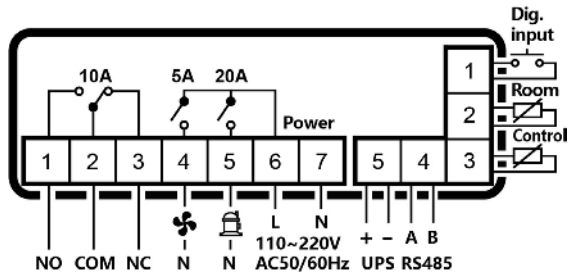 Dig.
input
10A 5A 20A
1
Room
Power
2
Control
1 2 3 4 5 6 7 5 4 3
+ - A B
L N
110~220V
NO COM NC N N AC50/60Hz UPS RS485